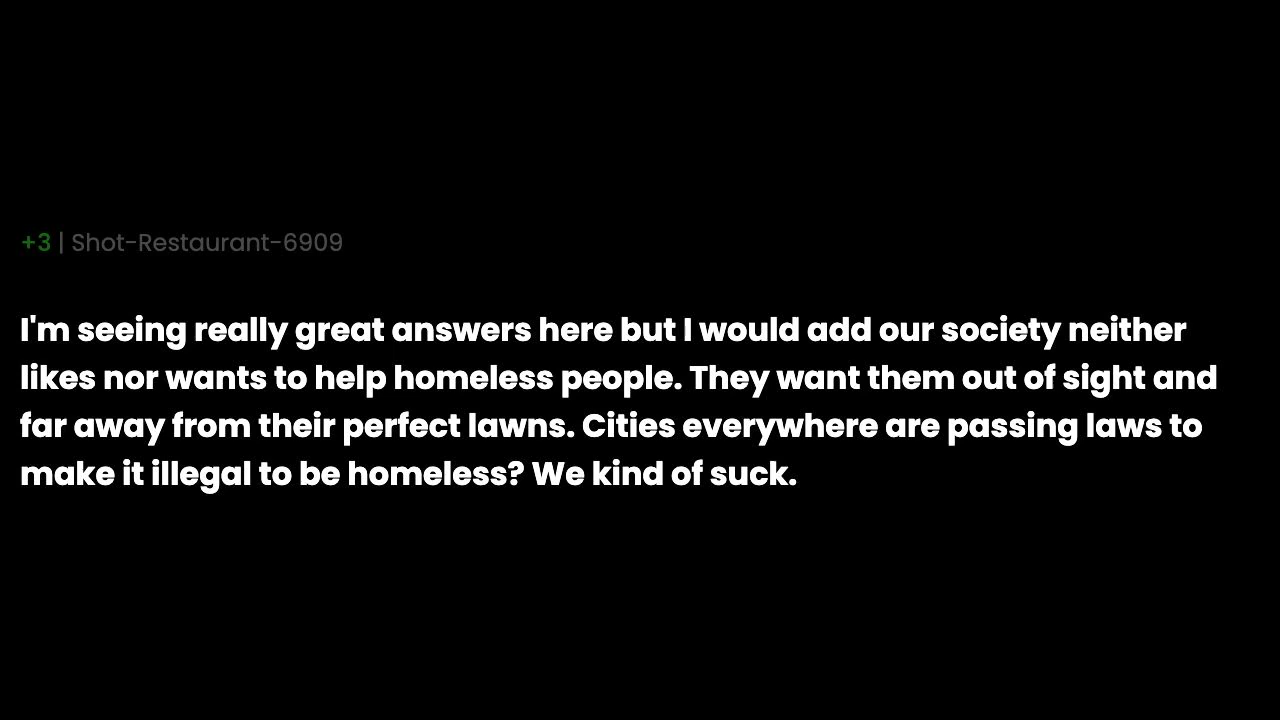 +3 | Shot-Restaurant-6909
I'm seeing really great answers here but I would add our society neither
likes nor wants to help homeless people. They want them out of sight and
far away from their perfect lawns. Cities everywhere are passing laws to
make it illegal to be homeless? We kind of suck.